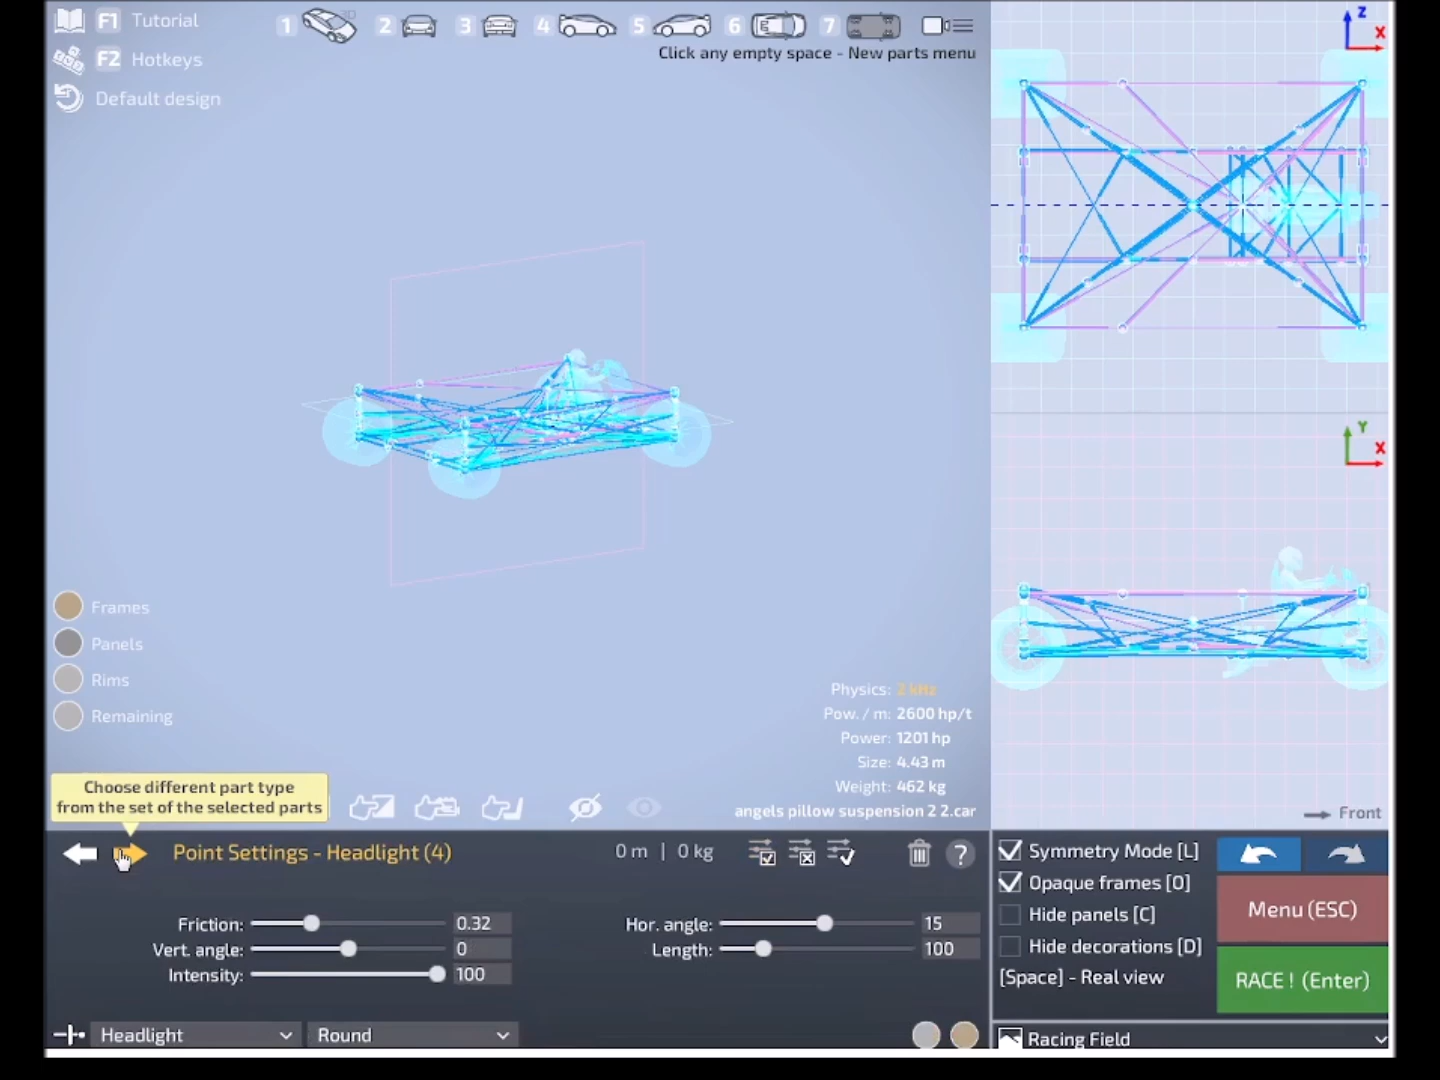 F1 Tutorial
F2 Hotkeys
Default design
1 2 3 4 5 6 7
Click any empty space - New parts menu
Z
X
Y
X
Frames
Panels
Rims
Remaining
Physics: 2 kHz
Pow. / m: 2600 hp/t
Power: 1201 hp
Size: 4.43 m
Weight: 462 kg
angels pillow suspension 2 2.car
Front
Choose different part type
from the set of the selected parts
Point Settings - Headlight (4)
0 m | 0 kg
?
Friction: 0.32
Vert. angle: 0
Intensity: 100
Hor. angle: 15
Length: 100
Headlight
Round
Symmetry Mode [L]
Opaque frames [O]
Hide panels [C]
Hide decorations [D]
[Space] - Real view
Menu (ESC)
RACE ! (Enter)
Racing Field